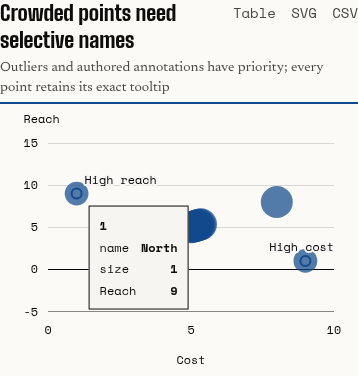 Crowded points need
selective names
Table SVG CSV
Outliers and authored annotations have priority; every
point retains its exact tooltip
Reach
15
10
5
0
-5
High reach
High cost
1
name North
size 1
Reach 9
0 5 10
Cost